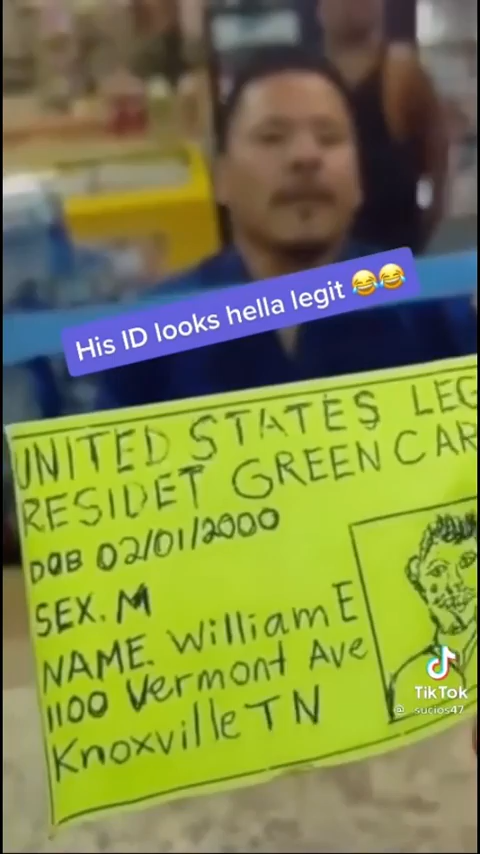 His ID looks hella legit 😂😂
UNITED STATES LEG
RESIDET GREEN CAR
DOB 02/01/2000
SEX. M
NAME. William E
1100 Vermont Ave
Knoxville TN
TikTok
@ sucios47